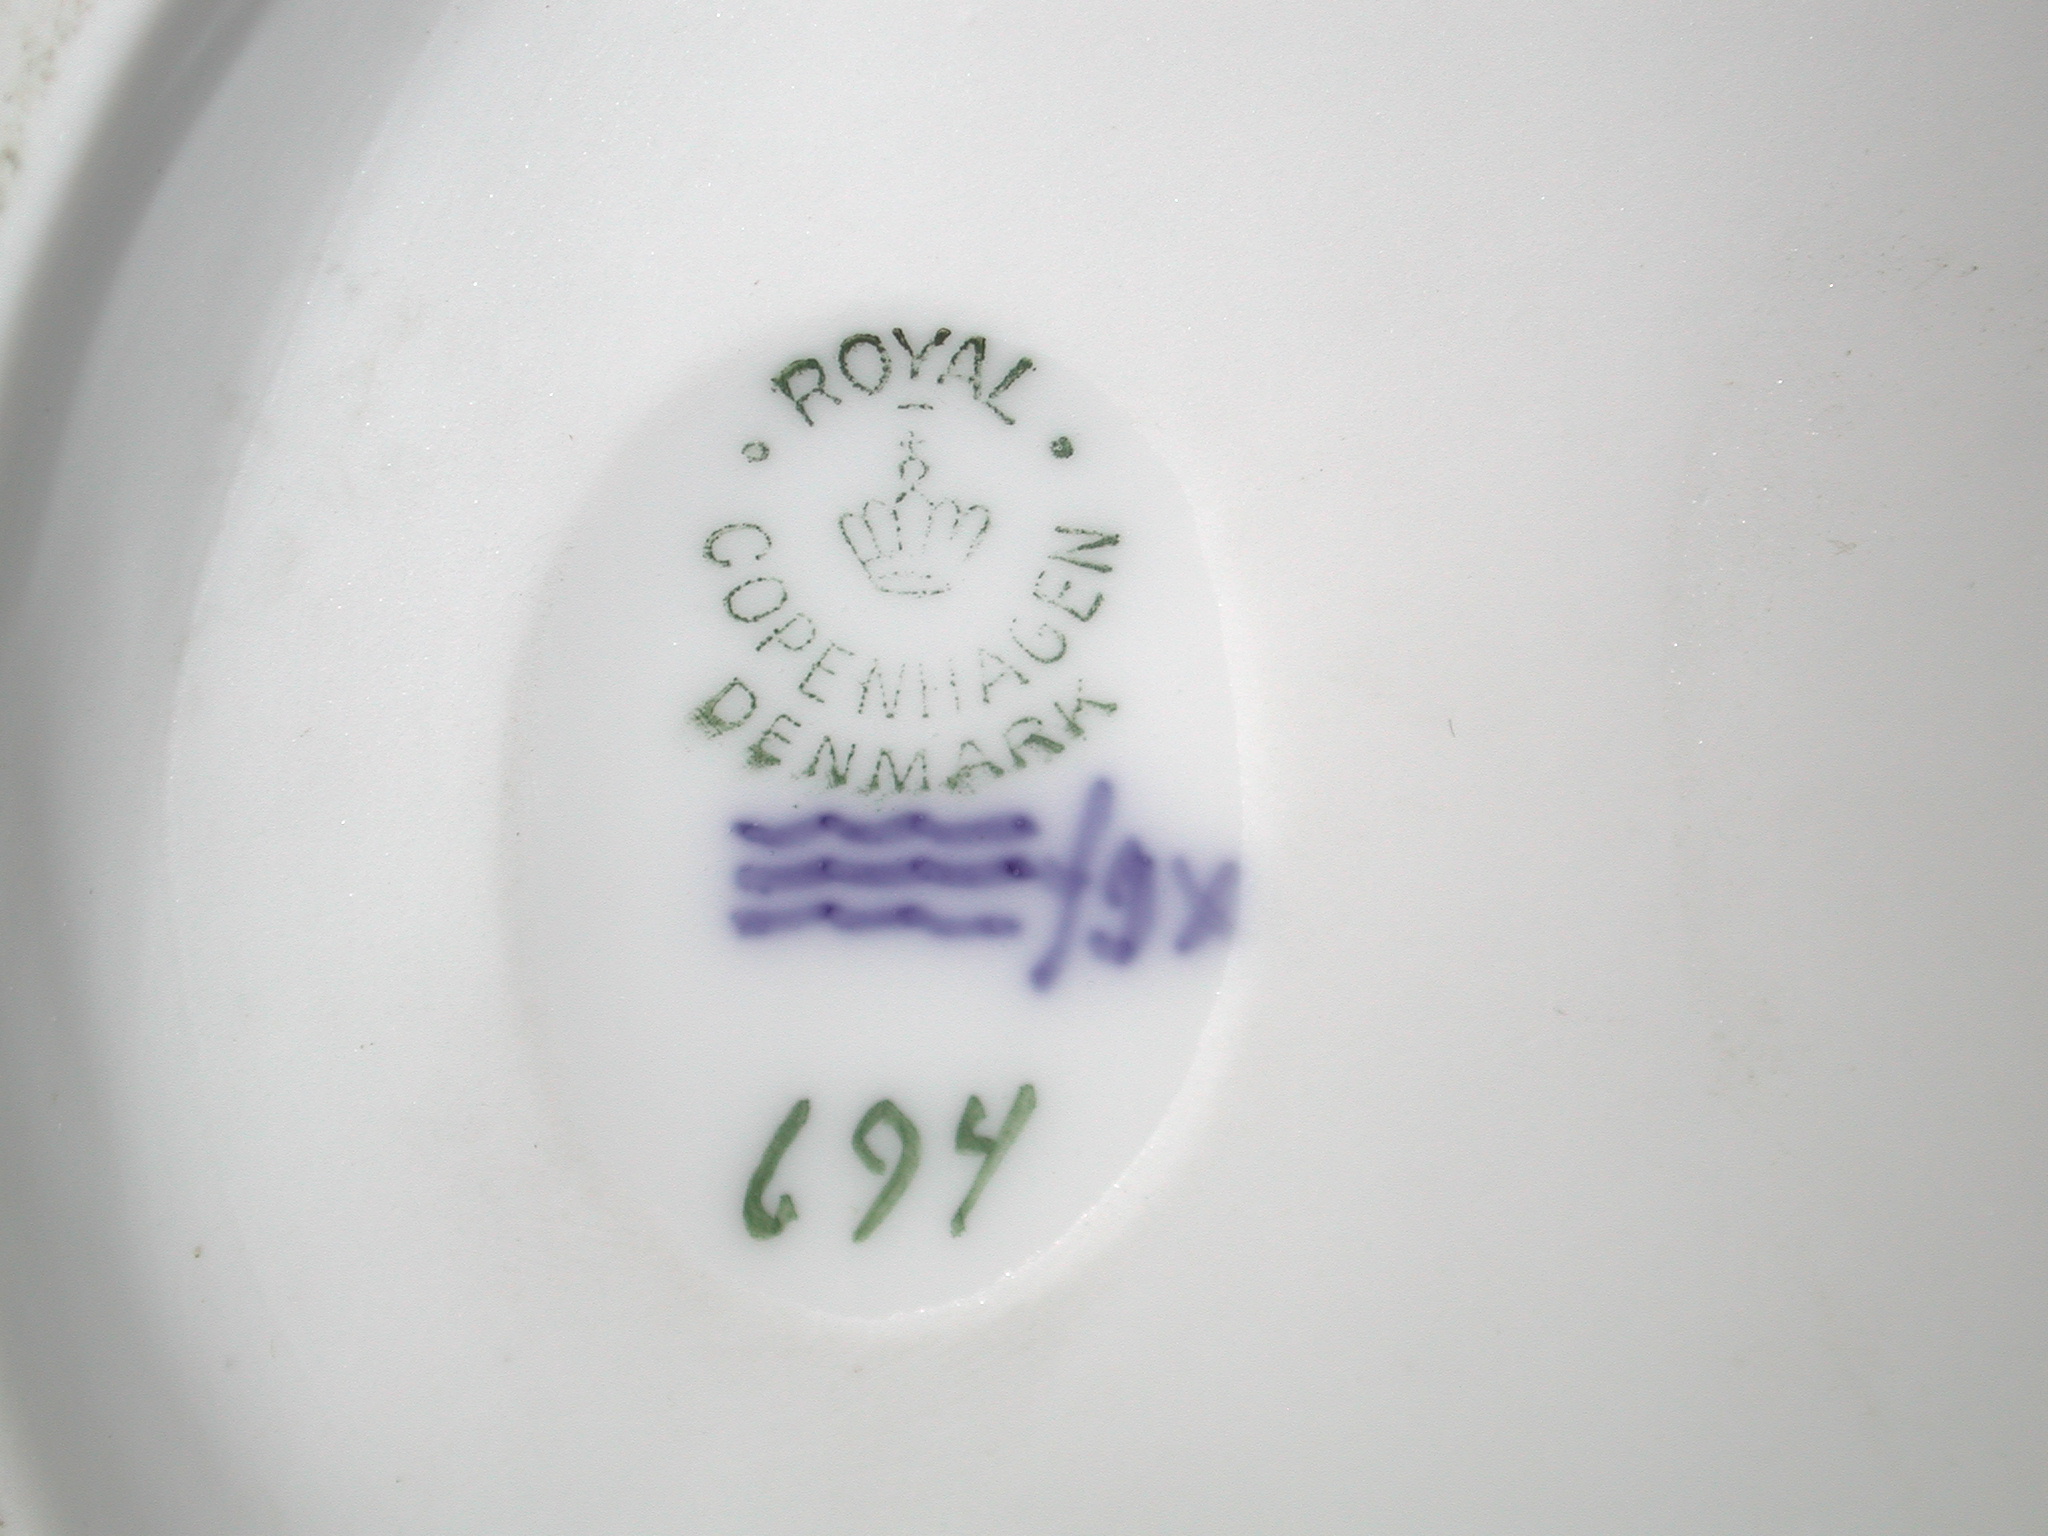 · ROYAL ·
COPENHAGEN
DENMARK
694